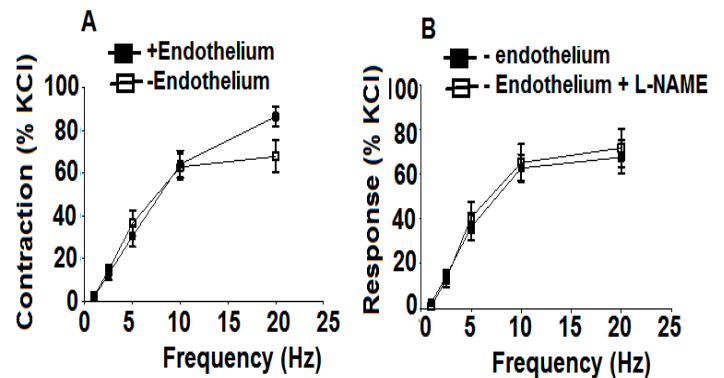 A
+Endothelium
-Endothelium
Contraction (% KCl)
100
80
60
40
20
0
0 5 10 15 20 25
Frequency (Hz)
B
- endothelium
- Endothelium + L-NAME
Response (% KCl)
100
80
60
40
20
0
0 5 10 15 20 25
Frequency (Hz)